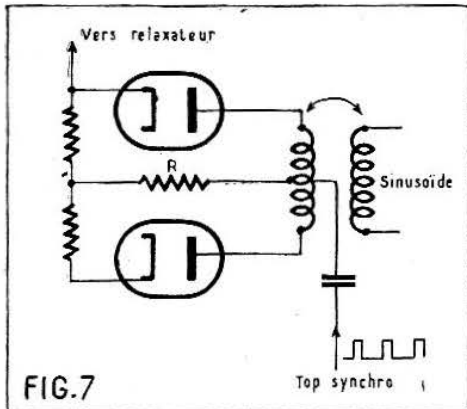 Vers relaxateur
R
Sinusoïde
Top synchro
FIG.7